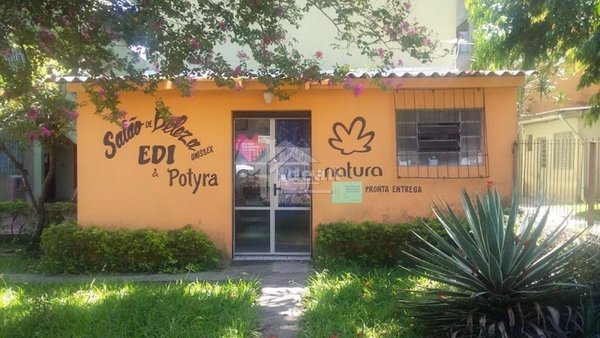 Salão DE Beleza
UNISSEX
EDI
& Potyra
natura
PRONTA ENTREGA